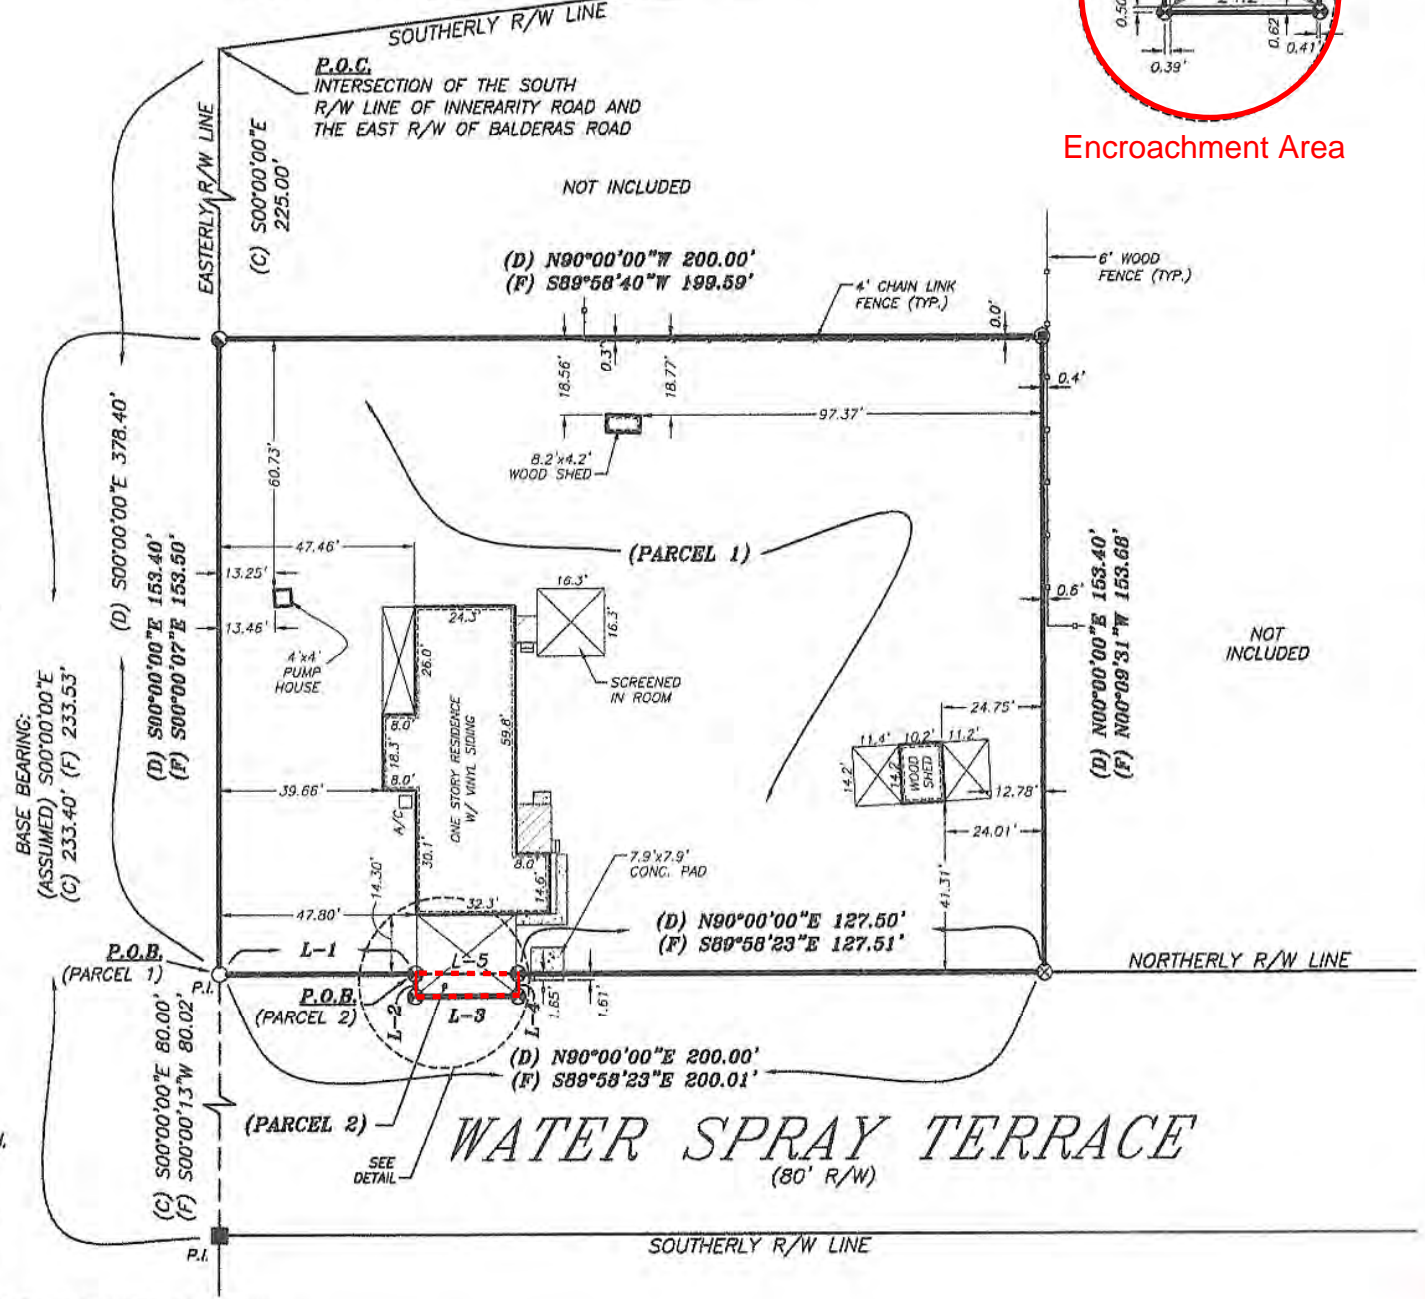 SOUTHERLY R/W LINE
P.O.C.
INTERSECTION OF THE SOUTH
R/W LINE OF INNERARITY ROAD AND
THE EAST R/W OF BALDERAS ROAD
0.50
24.2
0.62
0.41'
0.39'
Encroachment Area
EASTERLY R/W LINE
(C) S00°00'00"E
225.00'
NOT INCLUDED
(D) N90°00'00"W 200.00'
(F) S89°58'40"W 199.59'
4' CHAIN LINK
FENCE (TYP.)
6' WOOD
FENCE (TYP.)
0.0'
0.4'
18.56'
0.3'
18.77'
97.37'
8.2'x4.2'
WOOD SHED
60.73'
(D) S00°00'00"E 378.40'
(D) S00°00'00"E 153.40'
(F) S00°00'07"E 153.50'
BASE BEARING:
(ASSUMED) S00°00'00"E
(C) 233.40' (F) 233.53'
47.46'
13.25'
13.46'
4'x4'
PUMP
HOUSE
(PARCEL 1)
16.3'
16.3'
24.3'
26.0'
SCREENED
IN ROOM
0.6'
(D) N00°00'00"E 153.40'
(F) N00°09'31"W 153.68'
NOT
INCLUDED
8.0'
18.3'
8.0'
39.66'
A/C
ONE STORY RESIDENCE
W/ VINYL SIDING
59.8'
30.1'
8.0'
14.6'
32.3'
24.75'
11.4'
10.2'
11.2'
14.2'
14.2'
WOOD
SHED
12.78'
24.01'
41.31'
7.9'x7.9'
CONC. PAD
14.30'
47.80'
(D) N90°00'00"E 127.50'
(F) S89°58'23"E 127.51'
P.O.B.
(PARCEL 1)
P.I.
L-1
L-5
P.O.B.
(PARCEL 2)
L-2
L-3
L-4
1.85'
1.61'
NORTHERLY R/W LINE
(D) N90°00'00"E 200.00'
(F) S89°58'23"E 200.01'
(C) S00°00'00"E 80.00'
(F) S00°00'13"W 80.02'
(PARCEL 2)
SEE
DETAIL
WATER SPRAY TERRACE
(80' R/W)
SOUTHERLY R/W LINE
P.I.